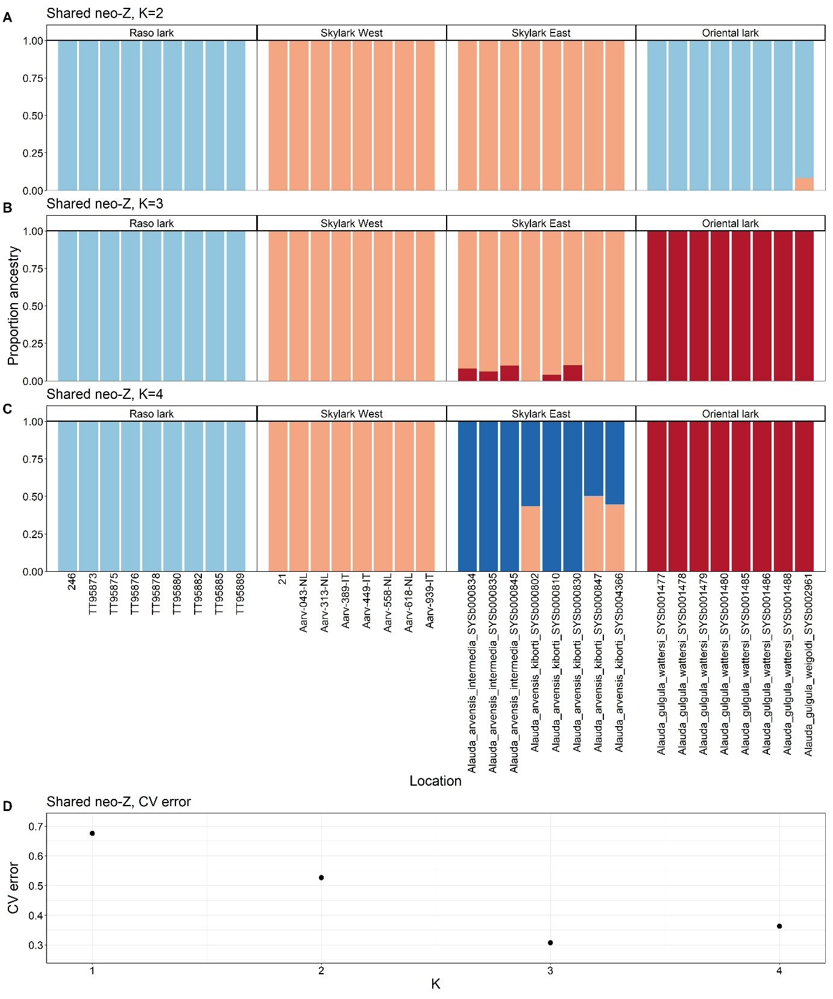 A
Shared neo-Z, K=2
Raso lark
Skylark West
Skylark East
Oriental lark
1.00
0.75
0.50
0.25
0.00
B
Shared neo-Z, K=3
Raso lark
Skylark West
Skylark East
Oriental lark
1.00
0.75
0.50
0.25
0.00
Proportion ancestry
C
Shared neo-Z, K=4
Raso lark
Skylark West
Skylark East
Oriental lark
1.00
0.75
0.50
0.25
0.00
246
TT95873
TT95875
TT95876
TT95878
TT95880
TT95882
TT95885
TT95889
21
Aarv-043-NL
Aarv-313-NL
Aarv-389-IT
Aarv-449-IT
Aarv-558-NL
Aarv-618-NL
Aarv-939-IT
Alauda_arvensis_intermedia_SYSb000834
Alauda_arvensis_intermedia_SYSb000835
Alauda_arvensis_intermedia_SYSb000845
Alauda_arvensis_kiborti_SYSb000802
Alauda_arvensis_kiborti_SYSb000810
Alauda_arvensis_kiborti_SYSb000830
Alauda_arvensis_kiborti_SYSb000847
Alauda_arvensis_kiborti_SYSb004366
Alauda_gulgula_wattersi_SYSb001477
Alauda_gulgula_wattersi_SYSb001478
Alauda_gulgula_wattersi_SYSb001479
Alauda_gulgula_wattersi_SYSb001480
Alauda_gulgula_wattersi_SYSb001485
Alauda_gulgula_wattersi_SYSb001486
Alauda_gulgula_wattersi_SYSb001488
Alauda_gulgula_weigoldi_SYSb002961
Location
D
Shared neo-Z, CV error
0.7
0.6
0.5
0.4
0.3
CV error
1
2
3
4
K